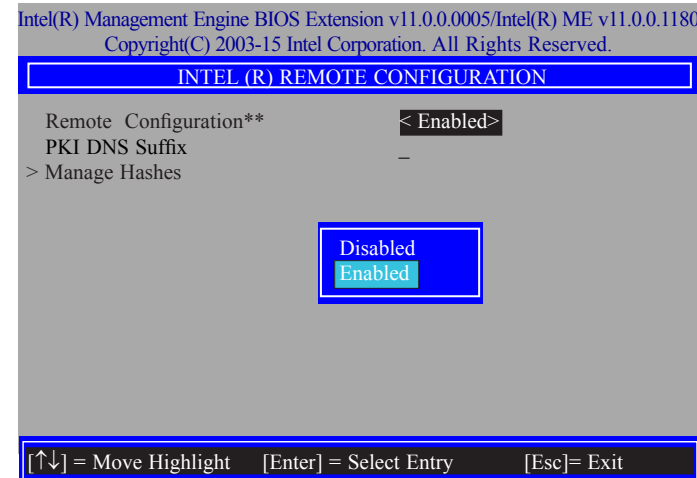 Intel(R) Management Engine BIOS Extension v11.0.0.0005/Intel(R) ME v11.0.0.1180
Copyright(C) 2003-15 Intel Corporation. All Rights Reserved.
INTEL (R) REMOTE CONFIGURATION
Remote Configuration** < Enabled>
PKI DNS Suffix _
> Manage Hashes
Disabled
Enabled
[↑↓] = Move Highlight [Enter] = Select Entry [Esc]= Exit